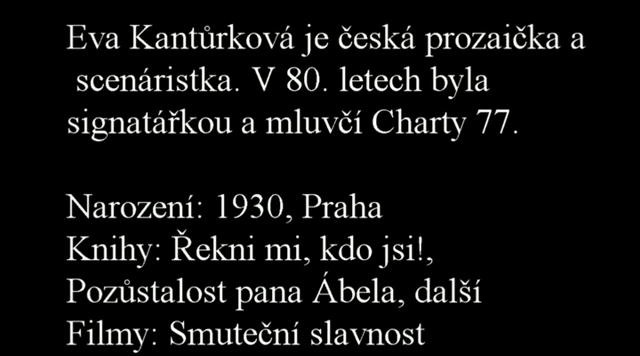 Eva Kantůrková je česká prozaička a
scenáristka. V 80. letech byla
signatářkou a mluvčí Charty 77.
Narození: 1930, Praha
Knihy: Řekni mi, kdo jsi!,
Pozůstalost pana Ábela, další
Filmy: Smuteční slavnost